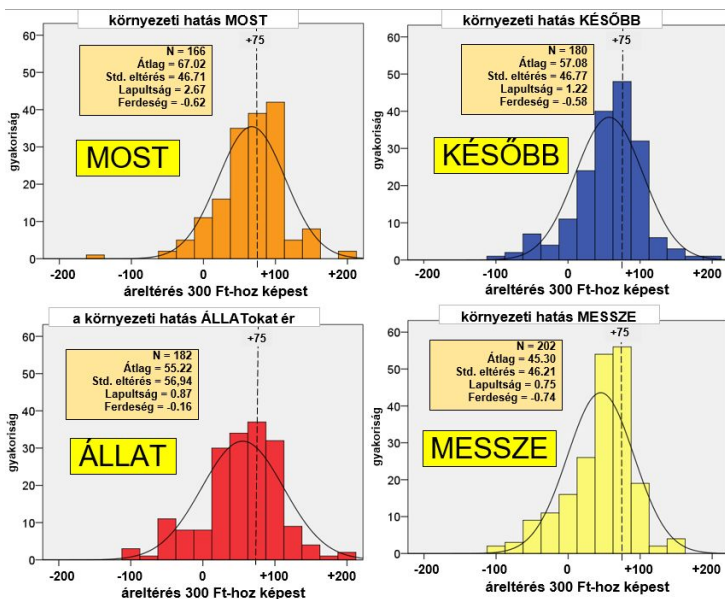 környezeti hatás MOST
60
50
40
30
20
10
0
gyakoriság
+75
N = 166
Átlag = 67.02
Std. eltérés = 46.71
Lapultság = 2.67
Ferdeség = -0.62
MOST
-200
-100
0
+100
+200
áreltérés 300 Ft-hoz képest
környezeti hatás KÉSŐBB
60
50
40
30
20
10
0
gyakoriság
+75
N = 180
Átlag = 57.08
Std. eltérés = 46.77
Lapultság = 1.22
Ferdeség = -0.58
KÉSŐBB
-200
-100
0
+100
+200
áreltérés 300 Ft-hoz képest
a környezeti hatás ÁLLATokat ér
60
50
40
30
20
10
0
gyakoriság
+75
N = 182
Átlag = 55.22
Std. eltérés = 56,94
Lapultság = 0.87
Ferdeség = -0.16
ÁLLAT
-200
-100
0
+100
+200
áreltérés 300 Ft-hoz képest
környezeti hatás MESSZE
60
50
40
30
20
10
0
gyakoriság
+75
N = 202
Átlag = 45.30
Std. eltérés = 46.21
Lapultság = 0.75
Ferdeség = -0.74
MESSZE
-200
-100
0
+100
+200
áreltérés 300 Ft-hoz képest